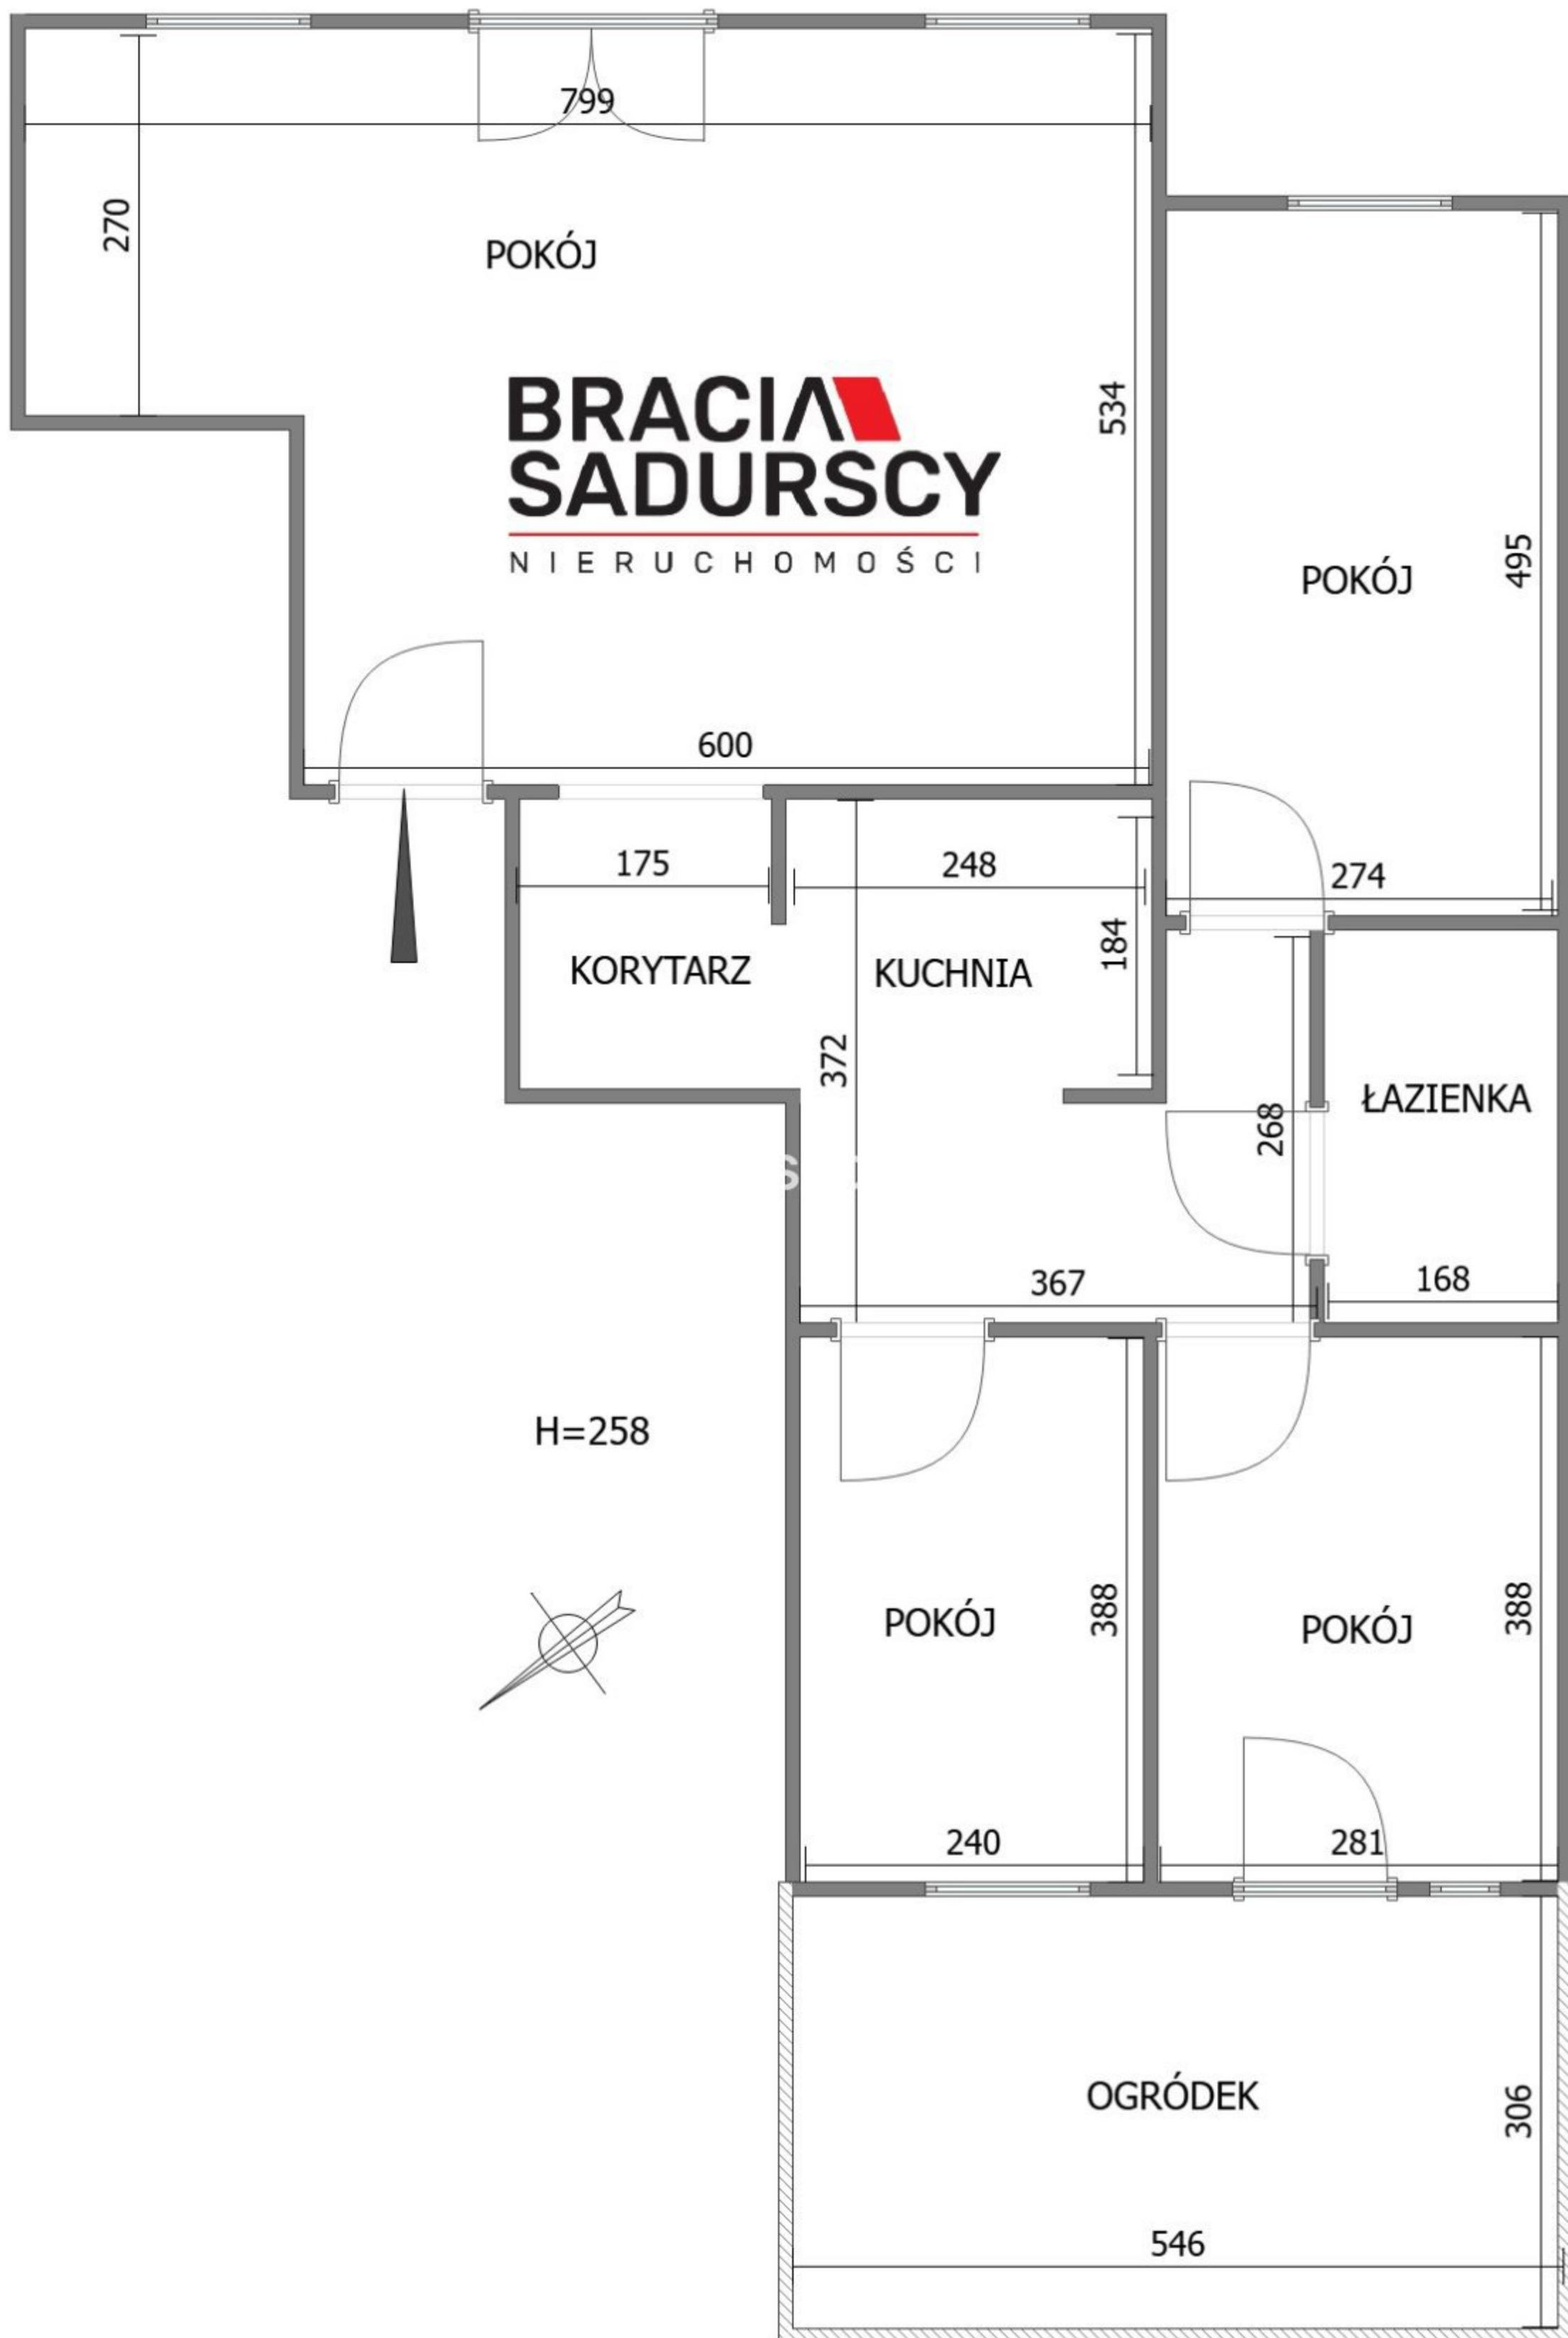 799
270
POKÓJ
BRACIA
SADURSCY
NIERUCHOMOŚCI
534
495
POKÓJ
600
175
248
274
184
KORYTARZ
KUCHNIA
372
268
ŁAZIENKA
367
168
H=258
388
388
POKÓJ
POKÓJ
240
281
OGRÓDEK
306
546